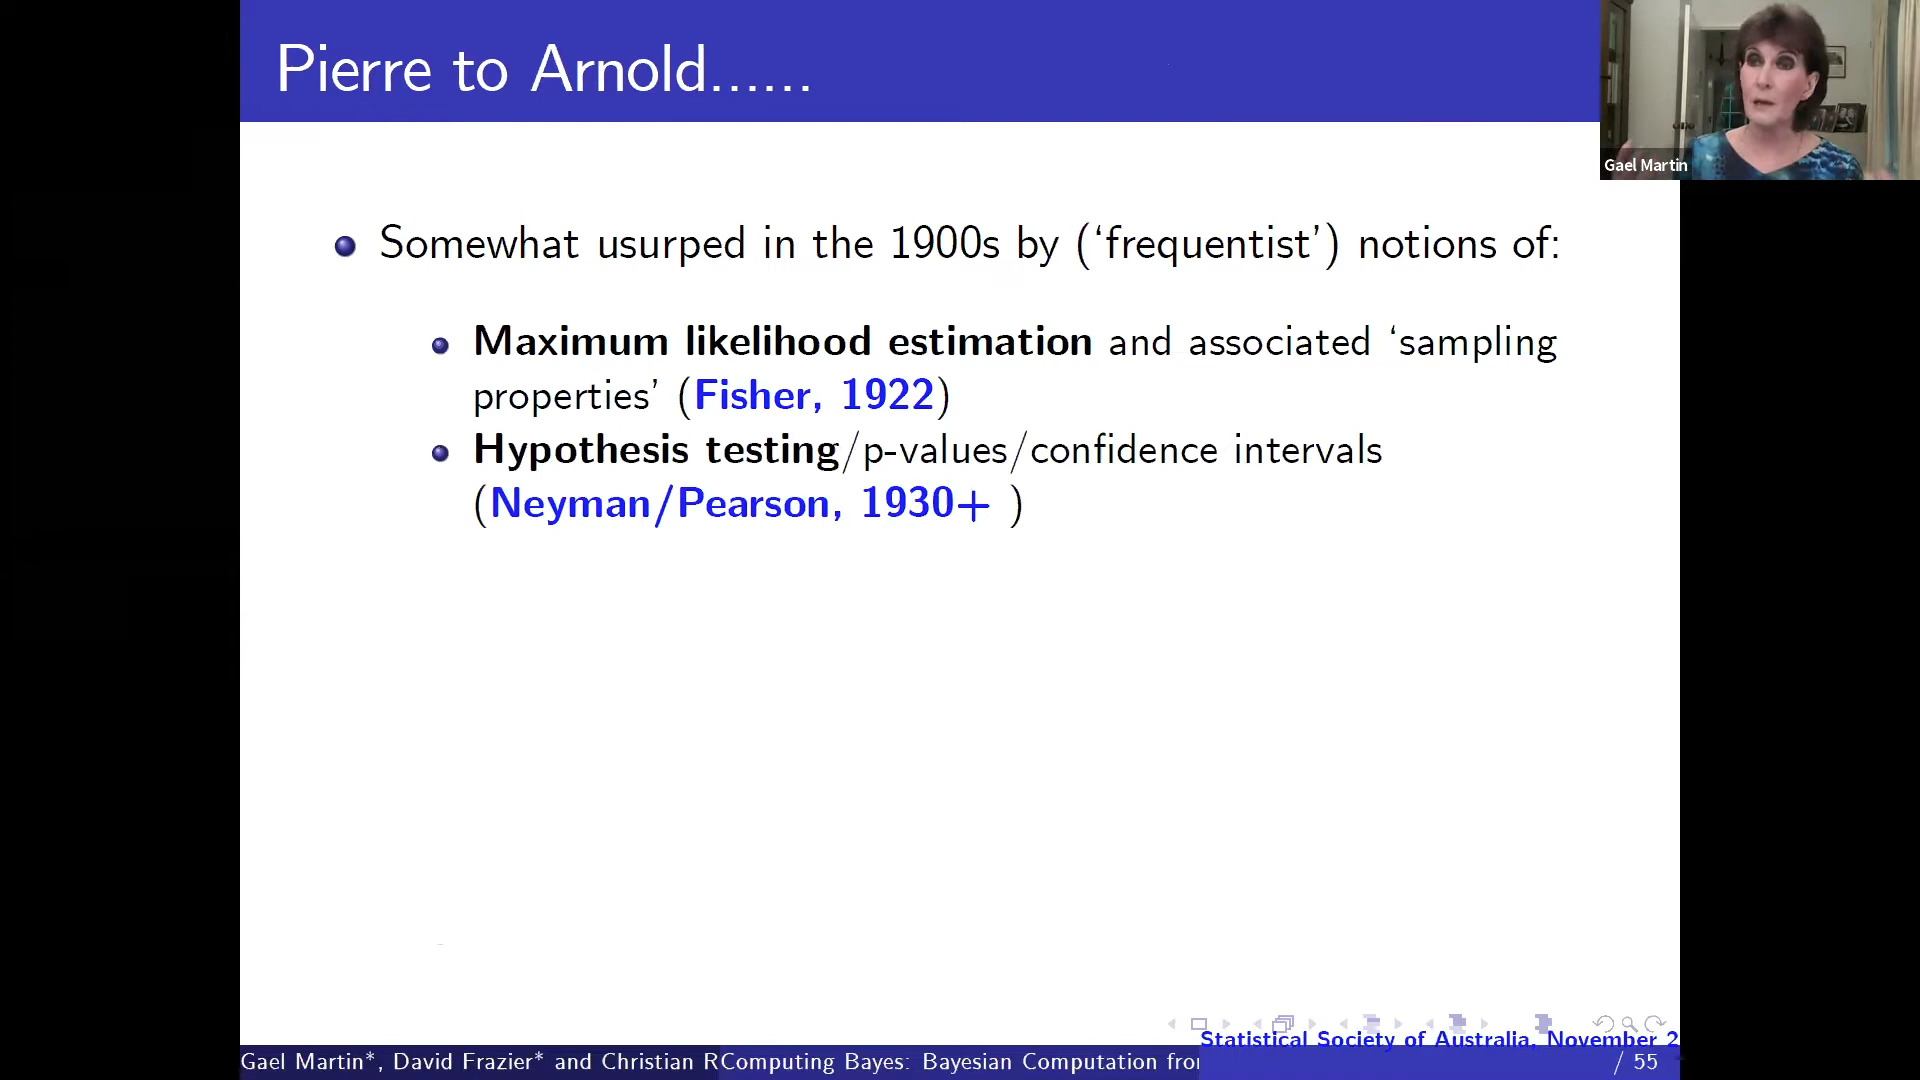 Pierre to Arnold......
Gael Martin
Somewhat usurped in the 1900s by (‘frequentist’) notions of:
Maximum likelihood estimation and associated ‘sampling
properties’ (Fisher, 1922)
Hypothesis testing/p-values/confidence intervals
(Neyman/Pearson, 1930+ )
Statistical Society of Australia, November 2
Gael Martin*, David Frazier* and Christian R
Computing Bayes: Bayesian Computation fro
/ 55